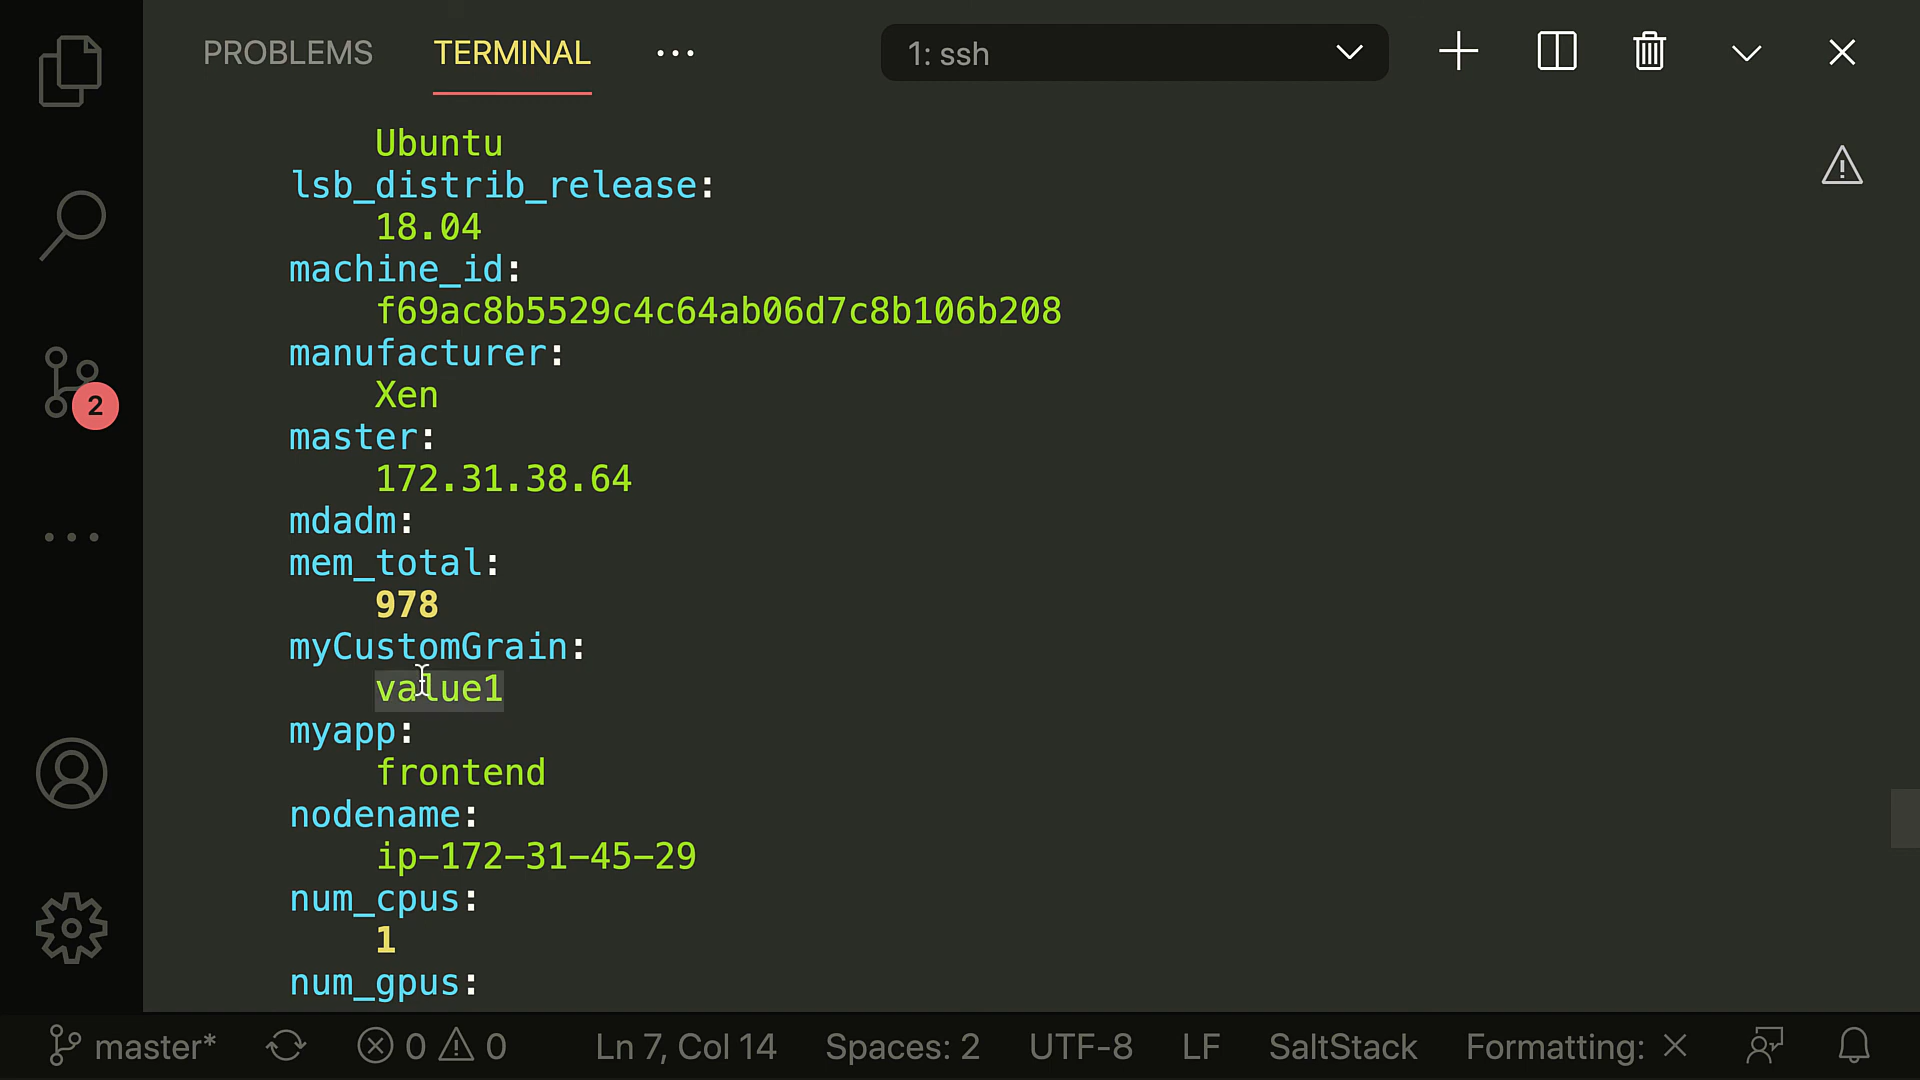 PROBLEMS TERMINAL ... 1: ssh
Ubuntu
lsb_distrib_release:
18.04
machine_id:
f69ac8b5529c4c64ab06d7c8b106b208
manufacturer:
Xen
master:
172.31.38.64
mdadm:
mem_total:
978
myCustomGrain:
value1
myapp:
frontend
nodename:
ip-172-31-45-29
num_cpus:
1
num_gpus:
2
master* 0 0 Ln 7, Col 14 Spaces: 2 UTF-8 LF SaltStack Formatting: ×